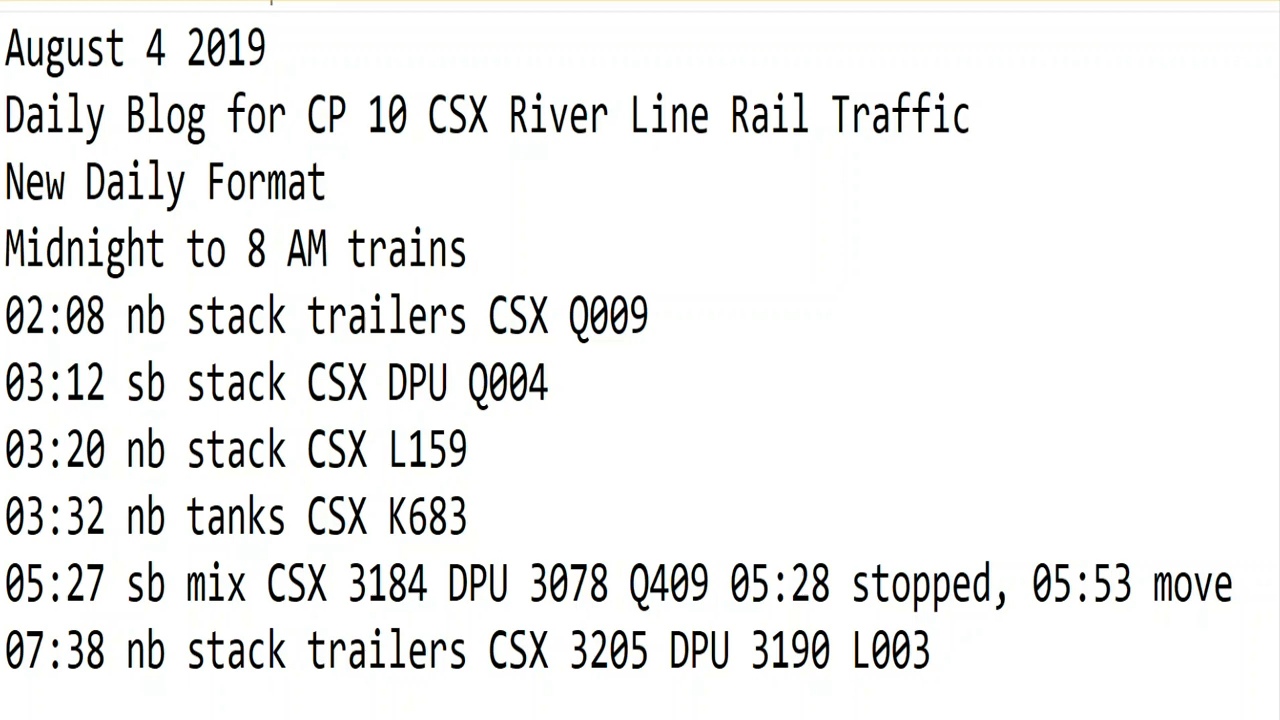 August 4 2019
Daily Blog for CP 10 CSX River Line Rail Traffic
New Daily Format
Midnight to 8 AM trains
02:08 nb stack trailers CSX Q009
03:12 sb stack CSX DPU Q004
03:20 nb stack CSX L159
03:32 nb tanks CSX K683
05:27 sb mix CSX 3184 DPU 3078 Q409 05:28 stopped, 05:53 move
07:38 nb stack trailers CSX 3205 DPU 3190 L003